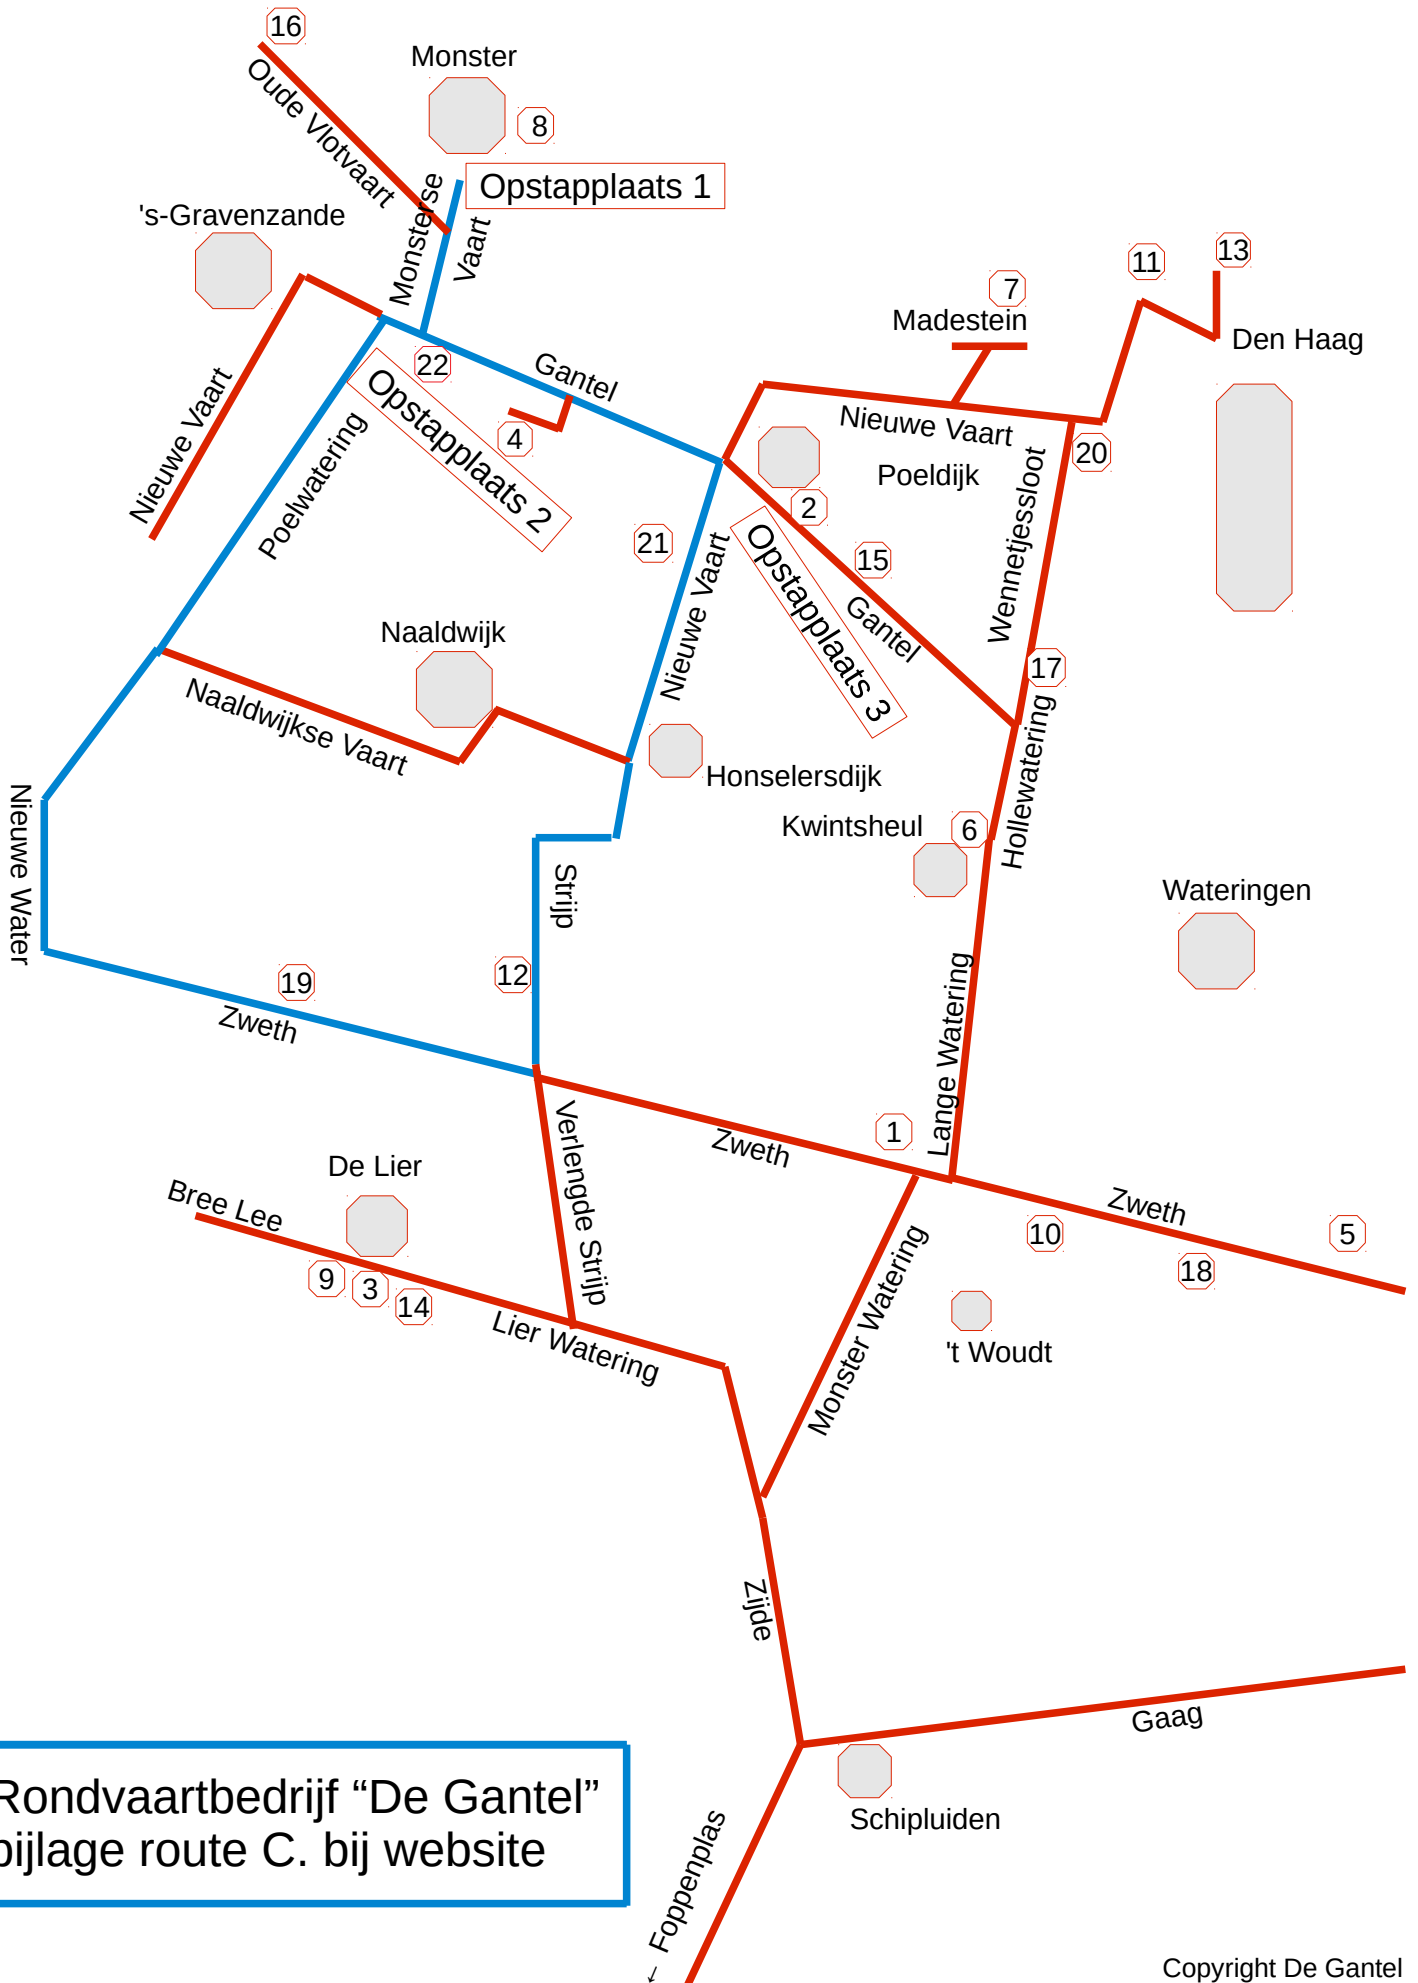 16
Monster
Oude Vlotvaart
8
Opstapplaats 1
Monsterse
Vaart
's-Gravenzande
13
11
7
Madestein
Den Haag
22
Gantel
Opstapplaats 2
4
Nieuwe Vaart
Poelwatering
Nieuwe Vaart
20
Poeldijk
Wennetjessloot
2
Opstapplaats 3
15
Gantel
21
Nieuwe Vaart
Naaldwijk
17
Naaldwijkse Vaart
Hollewatering
Honselersdijk
Kwintsheul
6
Nieuwe Water
Strijp
Wateringen
19
12
Zweth
Lange Watering
1
Zweth
Verlengde Strijp
De Lier
Bree Lee
Zweth
10
5
18
9
3
14
Lier Watering
Monster Watering
't Woudt
Zijde
Gaag
Rondvaartbedrijf “De Gantel”
bijlage route C. bij website
Schipluiden
← Foppenplas
Copyright De Gantel